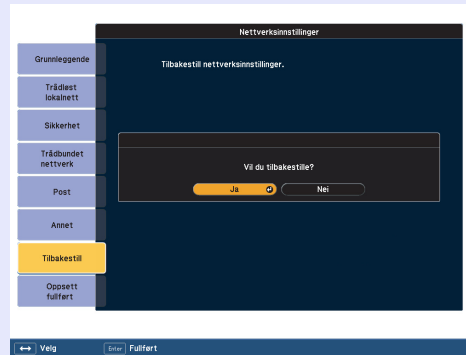 Nettverksinnstillinger
Grunnleggende
Tilbakestill nettverksinnstillinger.
Trådløst
lokalnett
Sikkerhet
Trådbundet
nettverk
Vil du tilbakestille?
Ja
Nei
Post
Annet
Tilbakestill
Oppsett
fullført
Velg
Enter Fullført